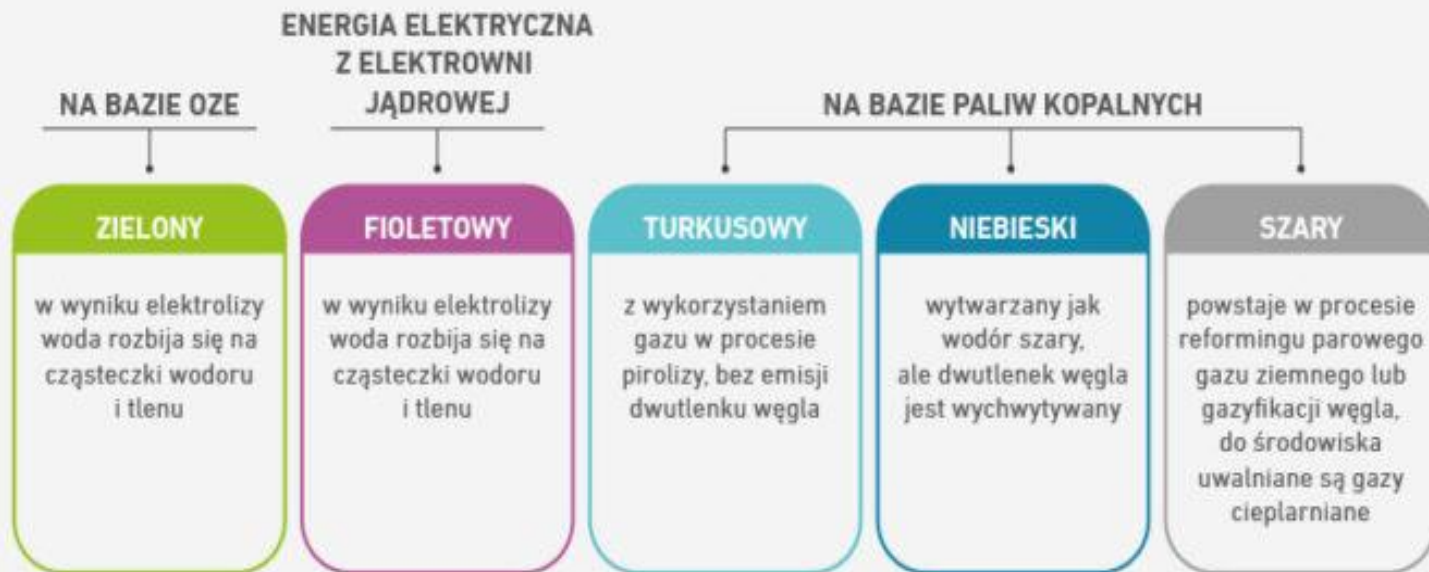 ENERGIA ELEKTRYCZNA
Z ELEKTROWNI
JĄDROWEJ
NA BAZIE OZE
NA BAZIE PALIW KOPALNYCH
ZIELONY
w wyniku elektrolizy
woda rozbija się na
cząsteczki wodoru
i tlenu
FIOLETOWY
w wyniku elektrolizy
woda rozbija się na
cząsteczki wodoru
i tlenu
TURKUSOWY
z wykorzystaniem
gazu w procesie
pirolizy, bez emisji
dwutlenku węgla
NIEBIESKI
wytwarzany jak
wodór szary,
ale dwutlenek węgla
jest wychwytywany
SZARY
powstaje w procesie
reformingu parowego
gazu ziemnego lub
gazyfikacji węgla,
do środowiska
uwalniane są gazy
cieplarniane